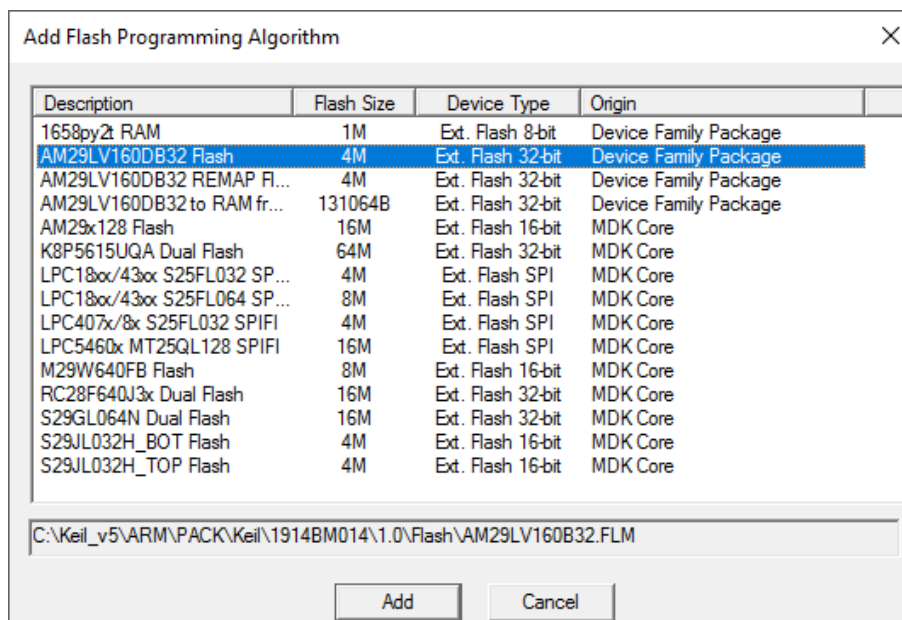 Add Flash Programming Algorithm
Description Flash Size Device Type Origin
1658py2t RAM 1M Ext. Flash 8-bit Device Family Package
AM29LV160DB32 Flash 4M Ext. Flash 32-bit Device Family Package
AM29LV160DB32 REMAP Fl... 4M Ext. Flash 32-bit Device Family Package
AM29LV160DB32 to RAM fr... 131064B Ext. Flash 32-bit Device Family Package
AM29x128 Flash 16M Ext. Flash 16-bit MDK Core
K8P5615UQA Dual Flash 64M Ext. Flash 32-bit MDK Core
LPC18xx/43xx S25FL032 SP... 4M Ext. Flash SPI MDK Core
LPC18xx/43xx S25FL064 SP... 8M Ext. Flash SPI MDK Core
LPC407x/8x S25FL032 SPIFI 4M Ext. Flash SPI MDK Core
LPC5460x MT25QL128 SPIFI 16M Ext. Flash SPI MDK Core
M29W640FB Flash 8M Ext. Flash 16-bit MDK Core
RC28F640J3x Dual Flash 16M Ext. Flash 32-bit MDK Core
S29GL064N Dual Flash 16M Ext. Flash 32-bit MDK Core
S29JL032H_BOT Flash 4M Ext. Flash 16-bit MDK Core
S29JL032H_TOP Flash 4M Ext. Flash 16-bit MDK Core
C:\Keil_v5\ARM\PACK\Keil\1914BM014\1.0\Flash\AM29LV160B32.FLM
Add Cancel